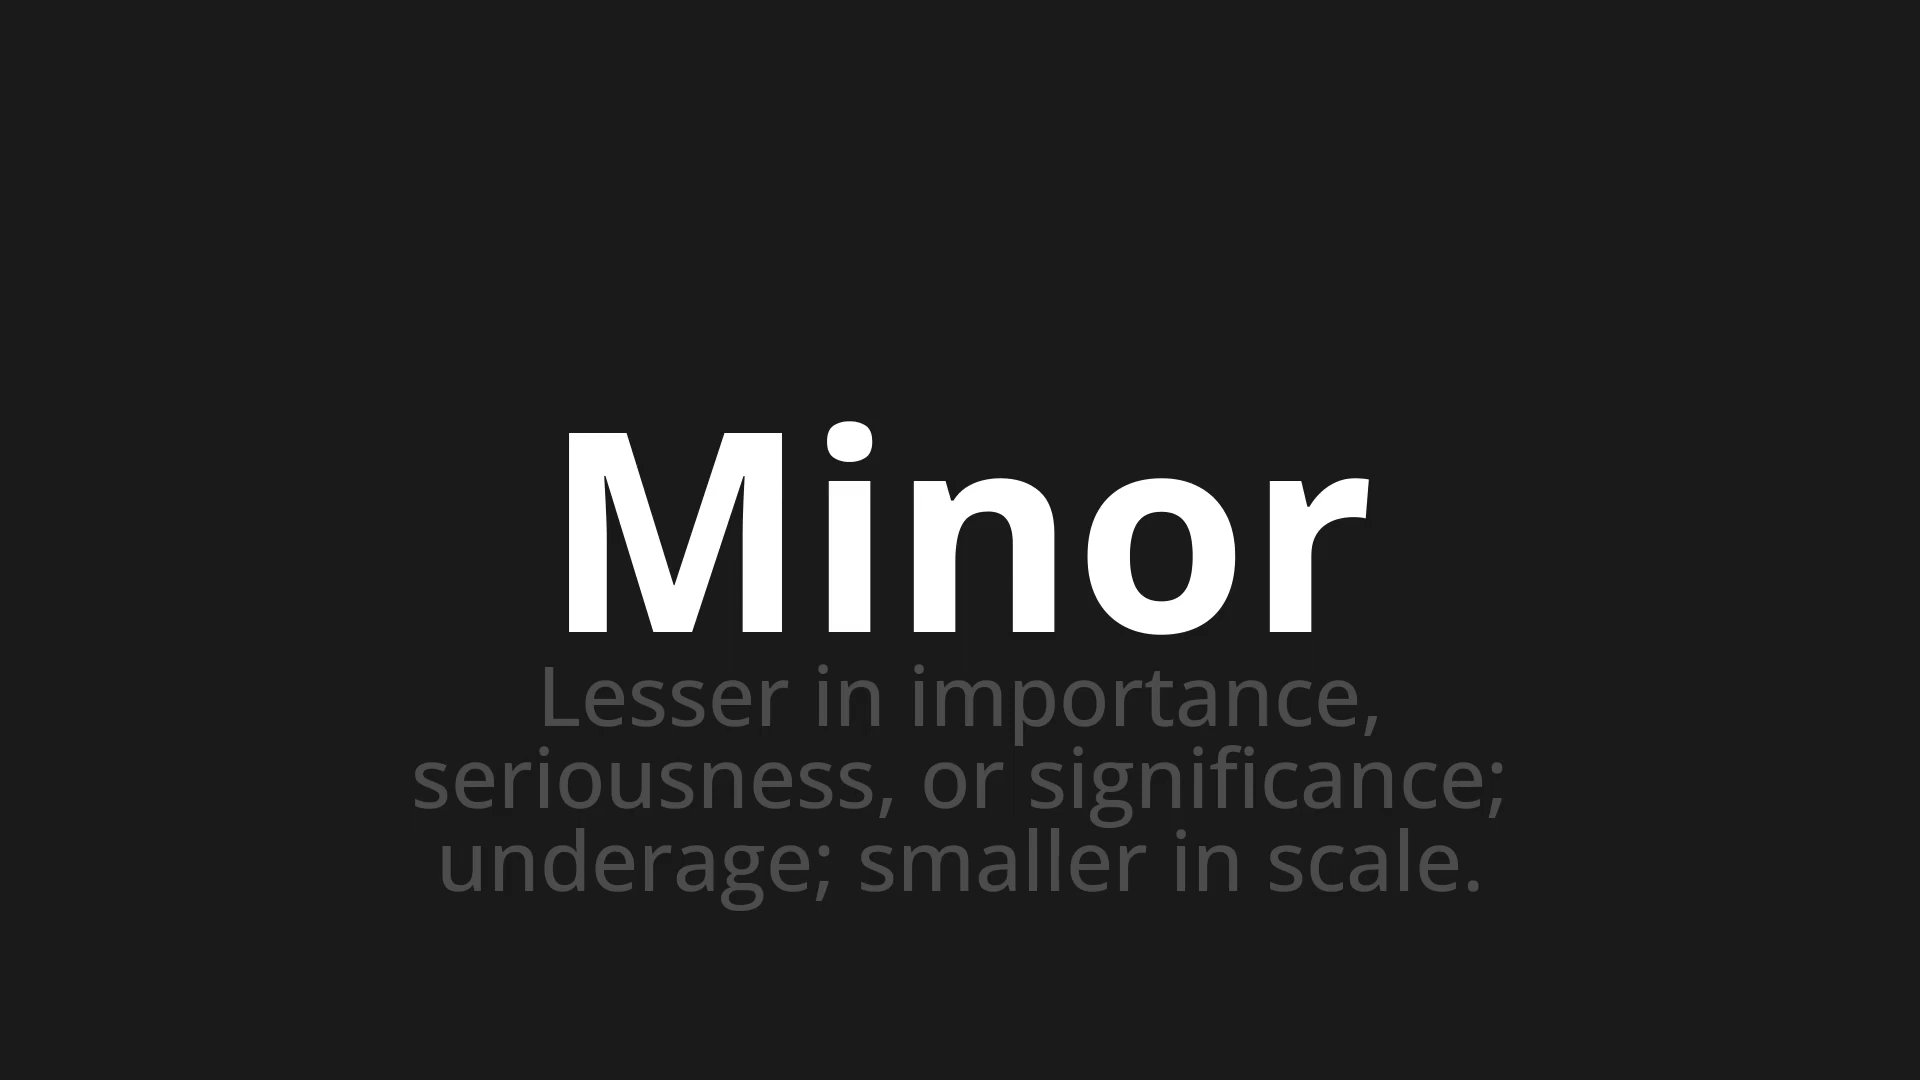 Minor
Lesser in importance,
seriousness, or significance;
underage; smaller in scale.